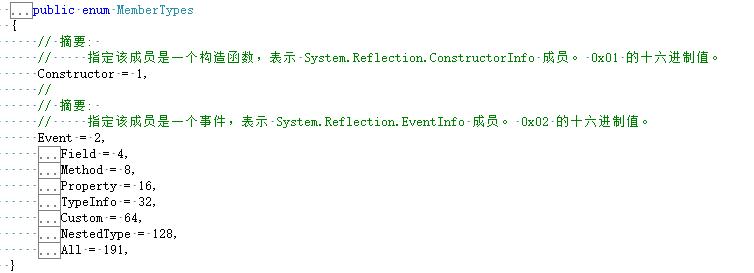 ...public enum MemberTypes
{
// 摘要:
//     指定该成员是一个构造函数，表示 System.Reflection.ConstructorInfo 成员。 0x01 的十六进制值。
Constructor = 1,
//
// 摘要:
//     指定该成员是一个事件，表示 System.Reflection.EventInfo 成员。 0x02 的十六进制值。
Event = 2,
...Field = 4,
...Method = 8,
...Property = 16,
...TypeInfo = 32,
...Custom = 64,
...NestedType = 128,
...All = 191,
}